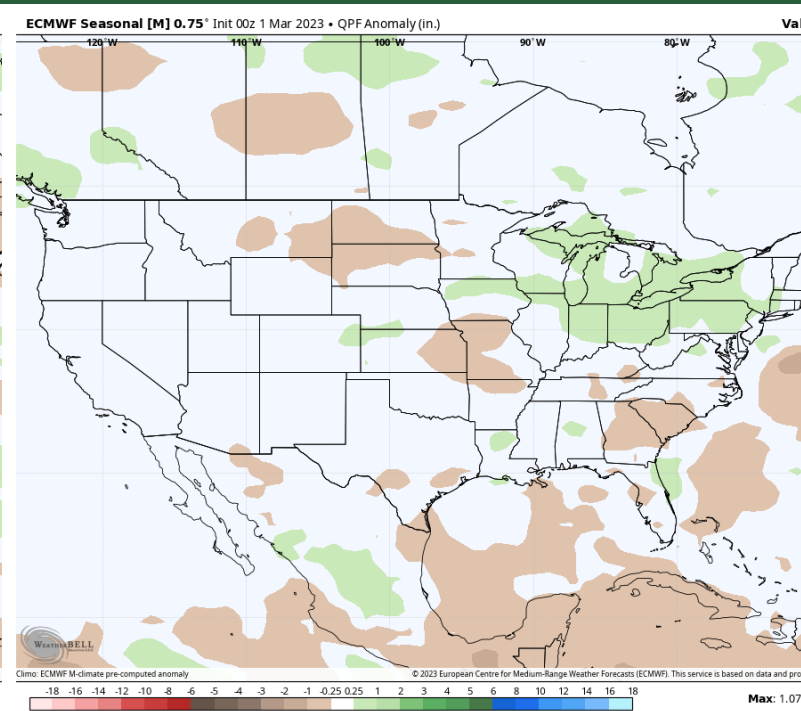 ECMWF Seasonal [M] 0.75° Init 00z 1 Mar 2023 • QPF Anomaly (in.) Val
120°W 110°W 100°W 90°W 80°W
WEATHERBELL
Climo: ECMWF M-climate pre-computed anomaly © 2023 European Centre for Medium-Range Weather Forecasts (ECMWF). This service is based on data and pro
-18 -16 -14 -12 -10 -8 -6 -5 -4 -3 -2 -1 -0.25 0.25 1 2 3 4 5 6 8 10 12 14 16 18
Max: 1.07